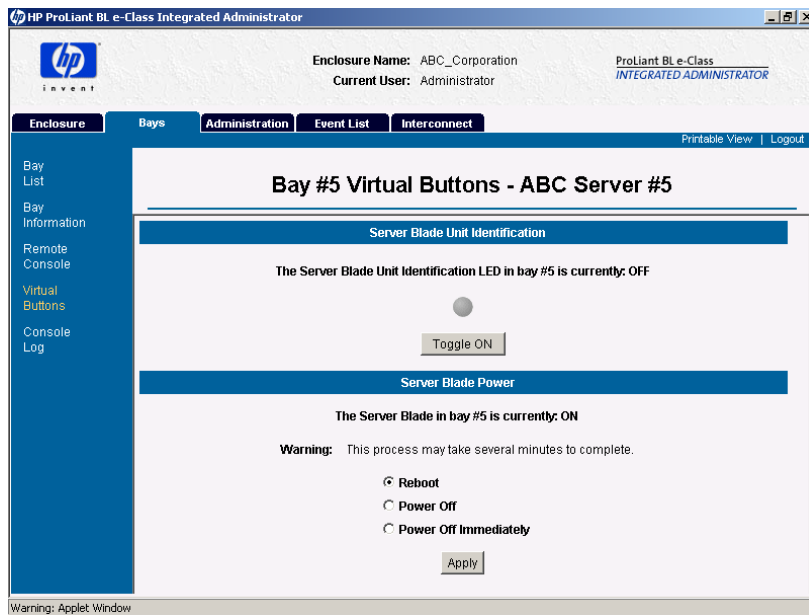 HP ProLiant BL e-Class Integrated Administrator
hp
invent
Enclosure Name: ABC_Corporation
Current User: Administrator
ProLiant BL e-Class
INTEGRATED ADMINISTRATOR
Enclosure Bays Administration Event List Interconnect
Printable View | Logout
Bay
List
Bay
Information
Remote
Console
Virtual
Buttons
Console
Log
Bay #5 Virtual Buttons - ABC Server #5
Server Blade Unit Identification
The Server Blade Unit Identification LED in bay #5 is currently: OFF
Toggle ON
Server Blade Power
The Server Blade in bay #5 is currently: ON
Warning: This process may take several minutes to complete.
Reboot
Power Off
Power Off Immediately
Apply
Warning: Applet Window